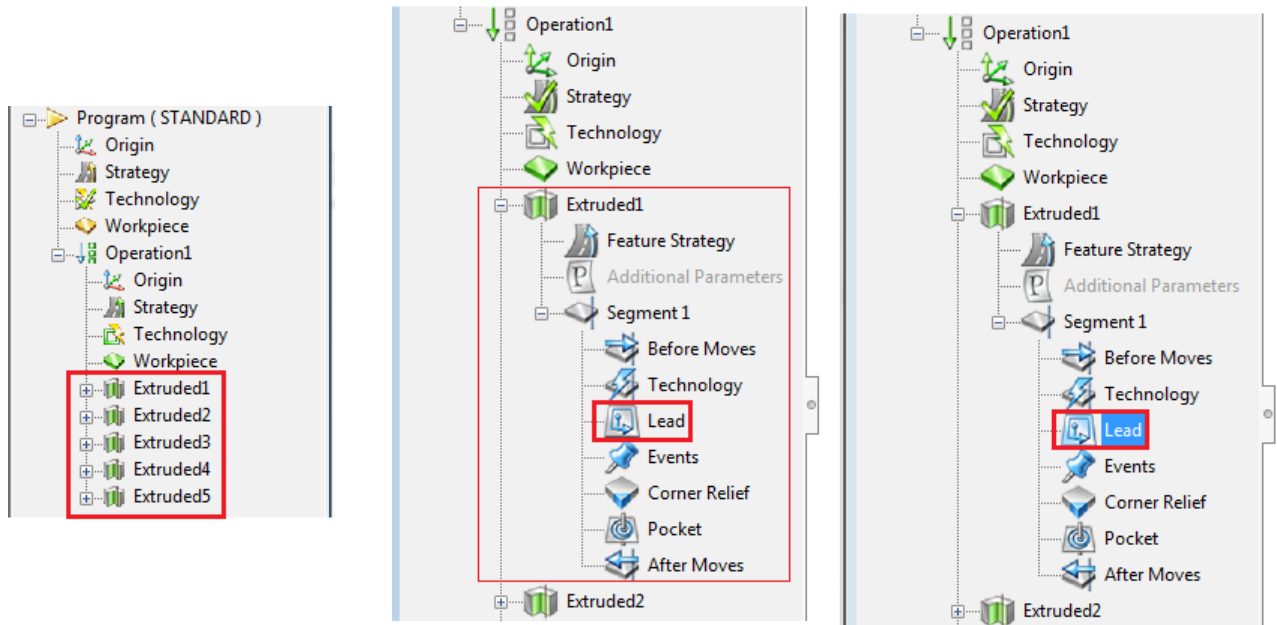 Program ( STANDARD )
Origin
Strategy
Technology
Workpiece
Operation1
Origin
Strategy
Technology
Workpiece
Extruded1
Extruded2
Extruded3
Extruded4
Extruded5
Operation1
Origin
Strategy
Technology
Workpiece
Extruded1
Feature Strategy
Additional Parameters
Segment 1
Before Moves
Technology
Lead
Events
Corner Relief
Pocket
After Moves
Extruded2
Operation1
Origin
Strategy
Technology
Workpiece
Extruded1
Feature Strategy
Additional Parameters
Segment 1
Before Moves
Technology
Lead
Events
Corner Relief
Pocket
After Moves
Extruded2